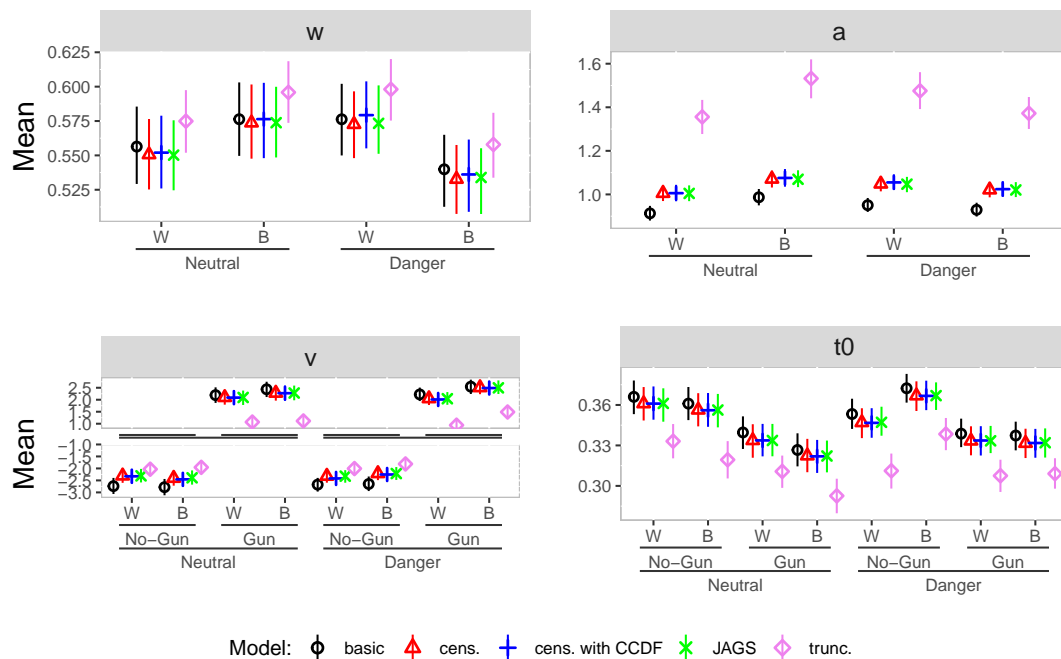 w
a
0.625
0.600
0.575
0.550
0.525
1.6
1.4
1.2
1.0
Mean
W B W B
Neutral Danger
W B W B
Neutral Danger
v
t0
2.5
2.0
1.5
1.0
−1.0
−1.5
−2.0
−2.5
−3.0
0.36
0.33
0.30
Mean
W B W B W B W B
No−Gun Gun No−Gun Gun
Neutral Danger
W B W B W B W B
No−Gun Gun No−Gun Gun
Neutral Danger
Model: basic cens. cens. with CCDF JAGS trunc.